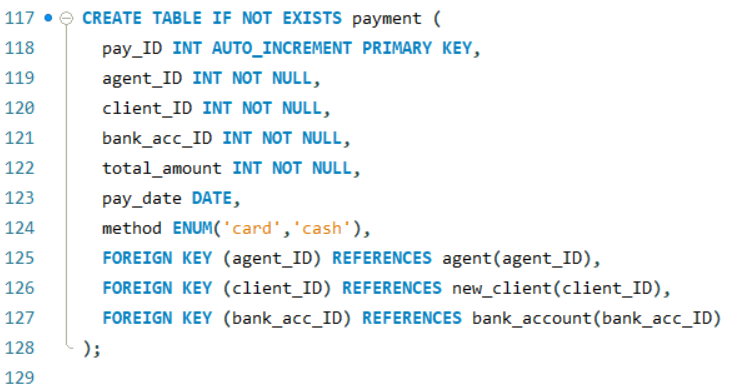 117 CREATE TABLE IF NOT EXISTS payment (
118 pay_ID INT AUTO_INCREMENT PRIMARY KEY,
119 agent_ID INT NOT NULL,
120 client_ID INT NOT NULL,
121 bank_acc_ID INT NOT NULL,
122 total_amount INT NOT NULL,
123 pay_date DATE,
124 method ENUM('card','cash'),
125 FOREIGN KEY (agent_ID) REFERENCES agent(agent_ID),
126 FOREIGN KEY (client_ID) REFERENCES new_client(client_ID),
127 FOREIGN KEY (bank_acc_ID) REFERENCES bank_account(bank_acc_ID)
128 );
129